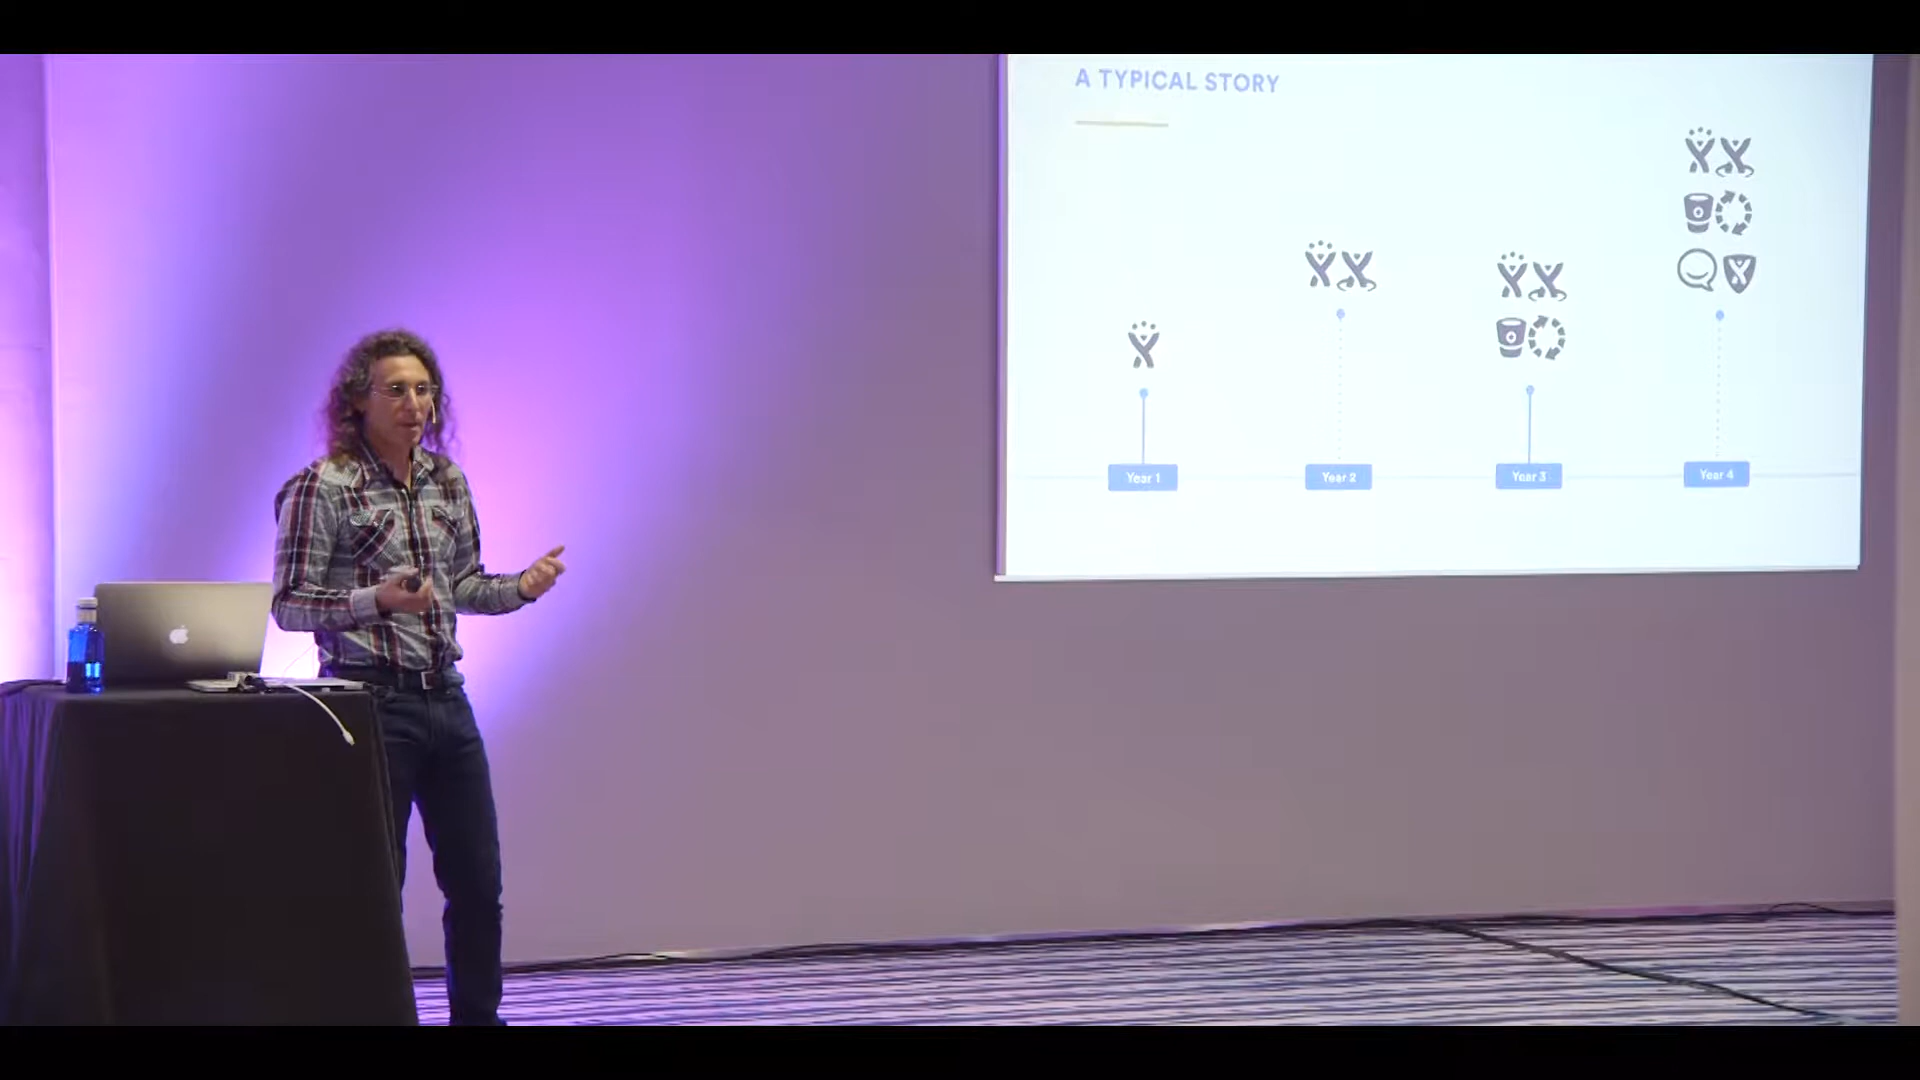 A TYPICAL STORY
Year 1
Year 2
Year 3
Year 4